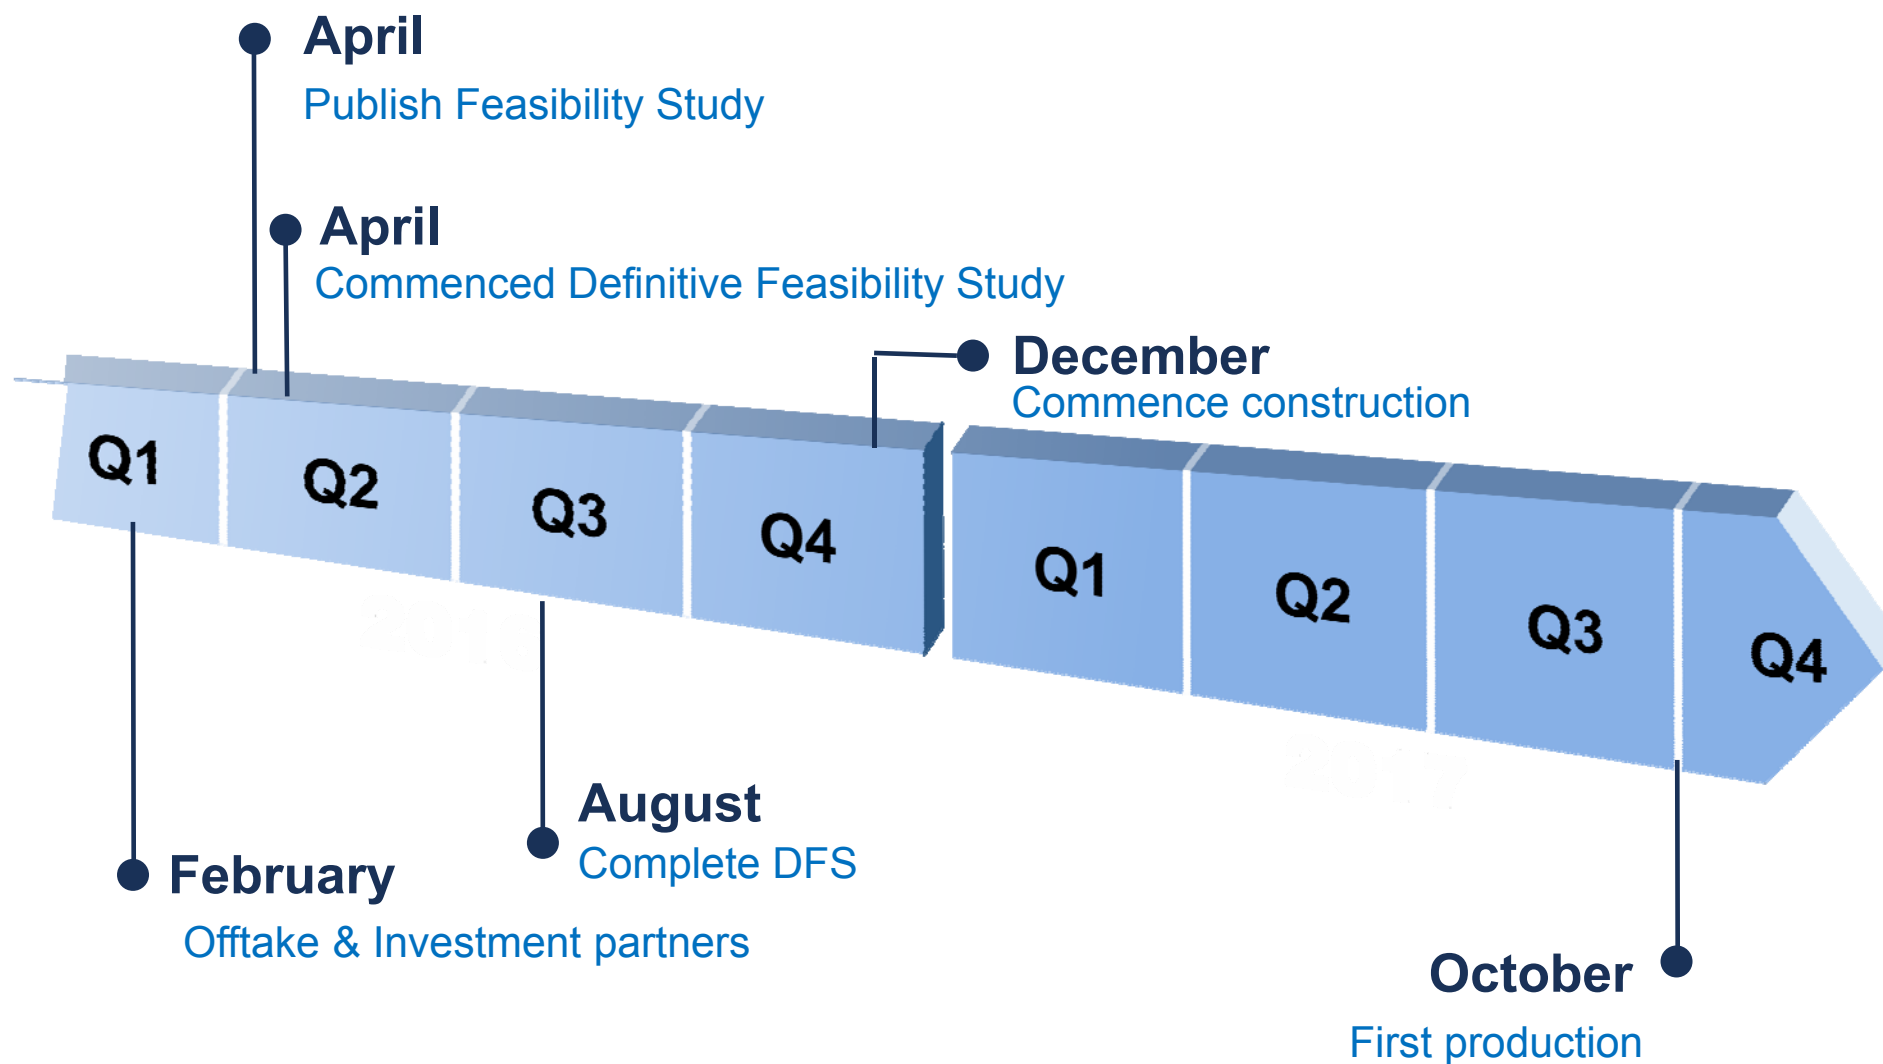 April
Publish Feasibility Study
April
Commenced Definitive Feasibility Study
December
Commence construction
Q1
Q2
Q3
Q4
Q1
Q2
Q3
Q4
August
Complete DFS
February
Offtake & Investment partners
October
First production